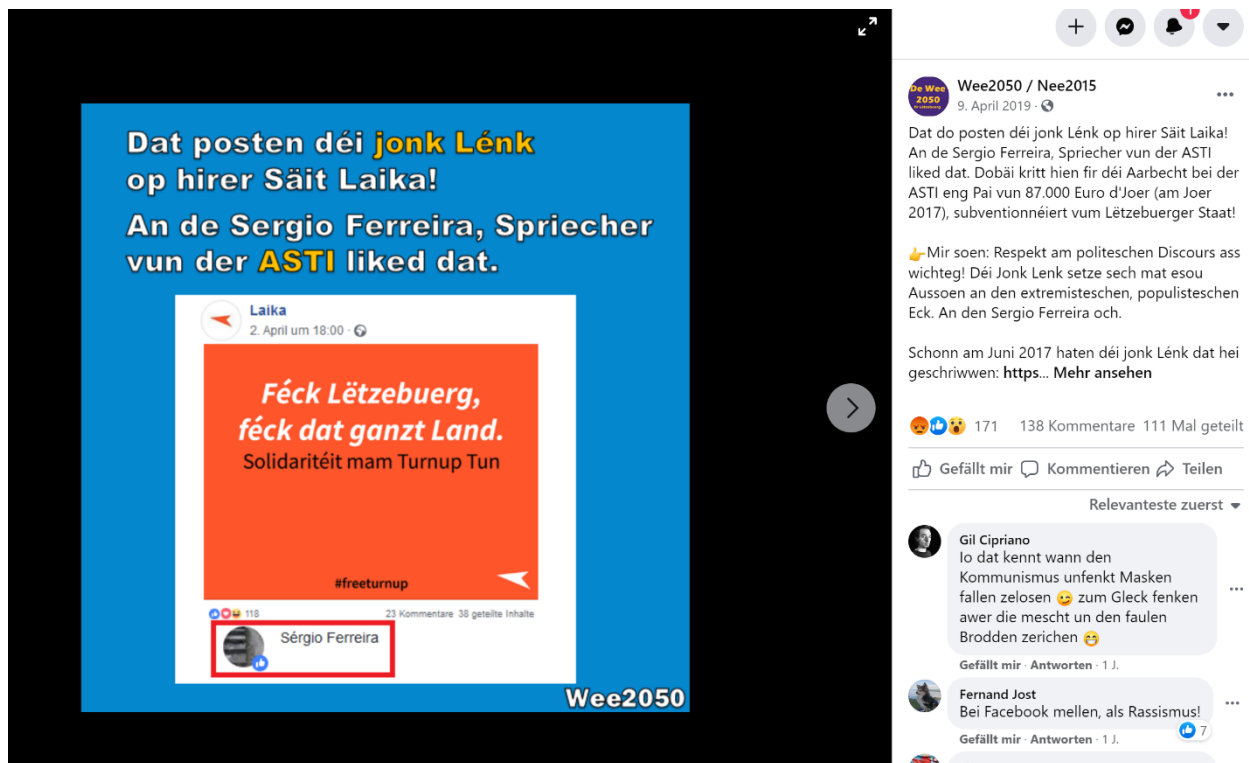 Dat posten déi jonk Lénk
op hirer Säit Laika!
An de Sergio Ferreira, Spriecher
vun der ASTI liked dat.
Laika
2. April um 18:00 ·
Féck Lëtzebuerg,
féck dat ganzt Land.
Solidaritéit mam Turnup Tun
#freeturnup
118 23 Kommentare 38 geteilte Inhalte
Sérgio Ferreira
Wee2050
1
De Wee
2050
Wee2050 / Nee2015
9. April 2019 ·
Dat do posten déi jonk Lénk op hirer Säit Laika!
An de Sergio Ferreira, Spriecher vun der ASTI
liked dat. Dobäi kritt hien fir déi Aarbecht bei der
ASTI eng Pai vun 87.000 Euro d'Joer (am Joer
2017), subventionnéiert vum Lëtzebuerger Staat!
👉Mir soen: Respekt am politeschen Discours ass
wichteg! Déi Jonk Lenk setze sech mat esou
Aussoen an den extremisteschen, populisteschen
Eck. An den Sergio Ferreira och.
Schonn am Juni 2017 haten déi jonk Lénk dat hei
geschriwwen: https... Mehr ansehen
171 138 Kommentare 111 Mal geteilt
Gefällt mir Kommentieren Teilen
Relevanteste zuerst
Gil Cipriano
Io dat kennt wann den
Kommunismus unfenkt Masken
fallen zelosen 😉 zum Gleck fenken
awer die mescht un den faulen
Brodden zerichen 😁
Gefällt mir · Antworten · 1 J.
Fernand Jost
Bei Facebook mellen, als Rassismus!
7
Gefällt mir · Antworten · 1 J.